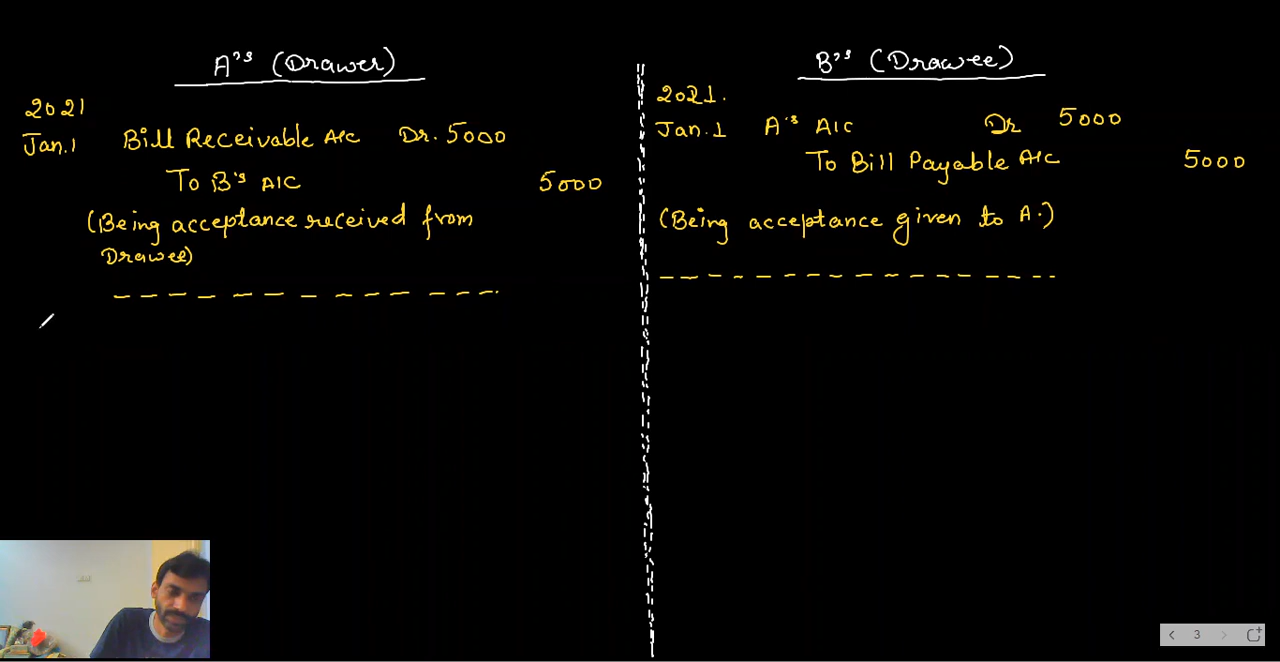 A's (Drawer)
2021
Jan.1 Bill Receivable A/c Dr. 5000
To B's A/C 5000
(Being acceptance received from
Drawee)
B's (Drawee)
2021.
Jan.1 A's A/C Dr 5000
To Bill Payable A/C 5000
(Being acceptance given to A.)
3